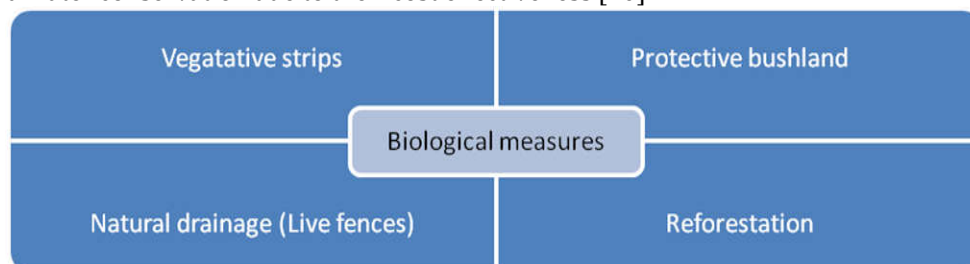 Vegatative strips
Protective bushland
Biological measures
Natural drainage (Live fences)
Reforestation